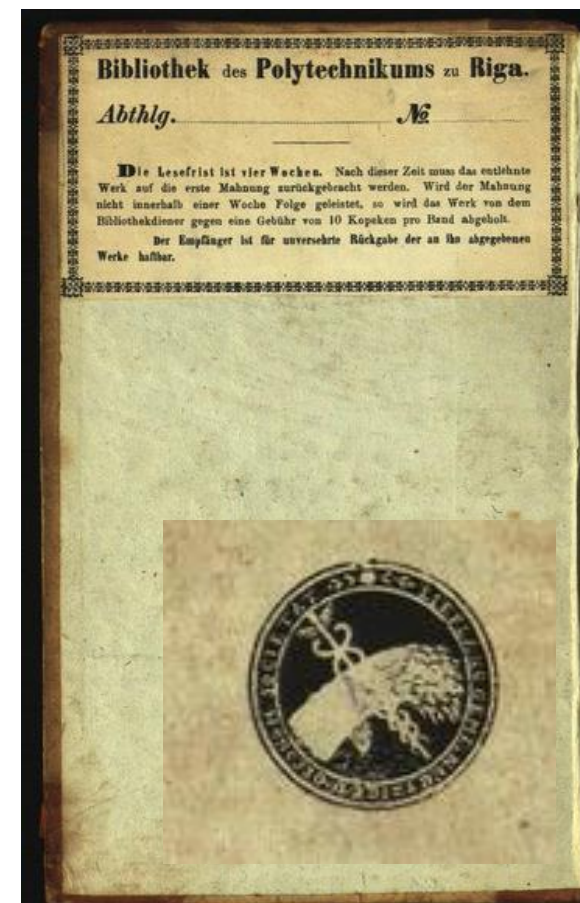 Bibliothek des Polytechnikums zu Riga.
Abthlg. №
Die Lesefrist ist vier Wochen. Nach dieser Zeit muss das entlehnte
Werk auf die erste Mahnung zurückgebracht werden. Wird der Mahnung
nicht innerhalb einer Woche Folge geleistet, so wird das Werk von dem
Bibliothekdiener gegen eine Gebühr von 10 Kopeken pro Band abgeholt.
Der Empfänger ist für unversehrte Rückgabe der an ihn abgegebenen
Werke haftbar.
SOCIETÄT